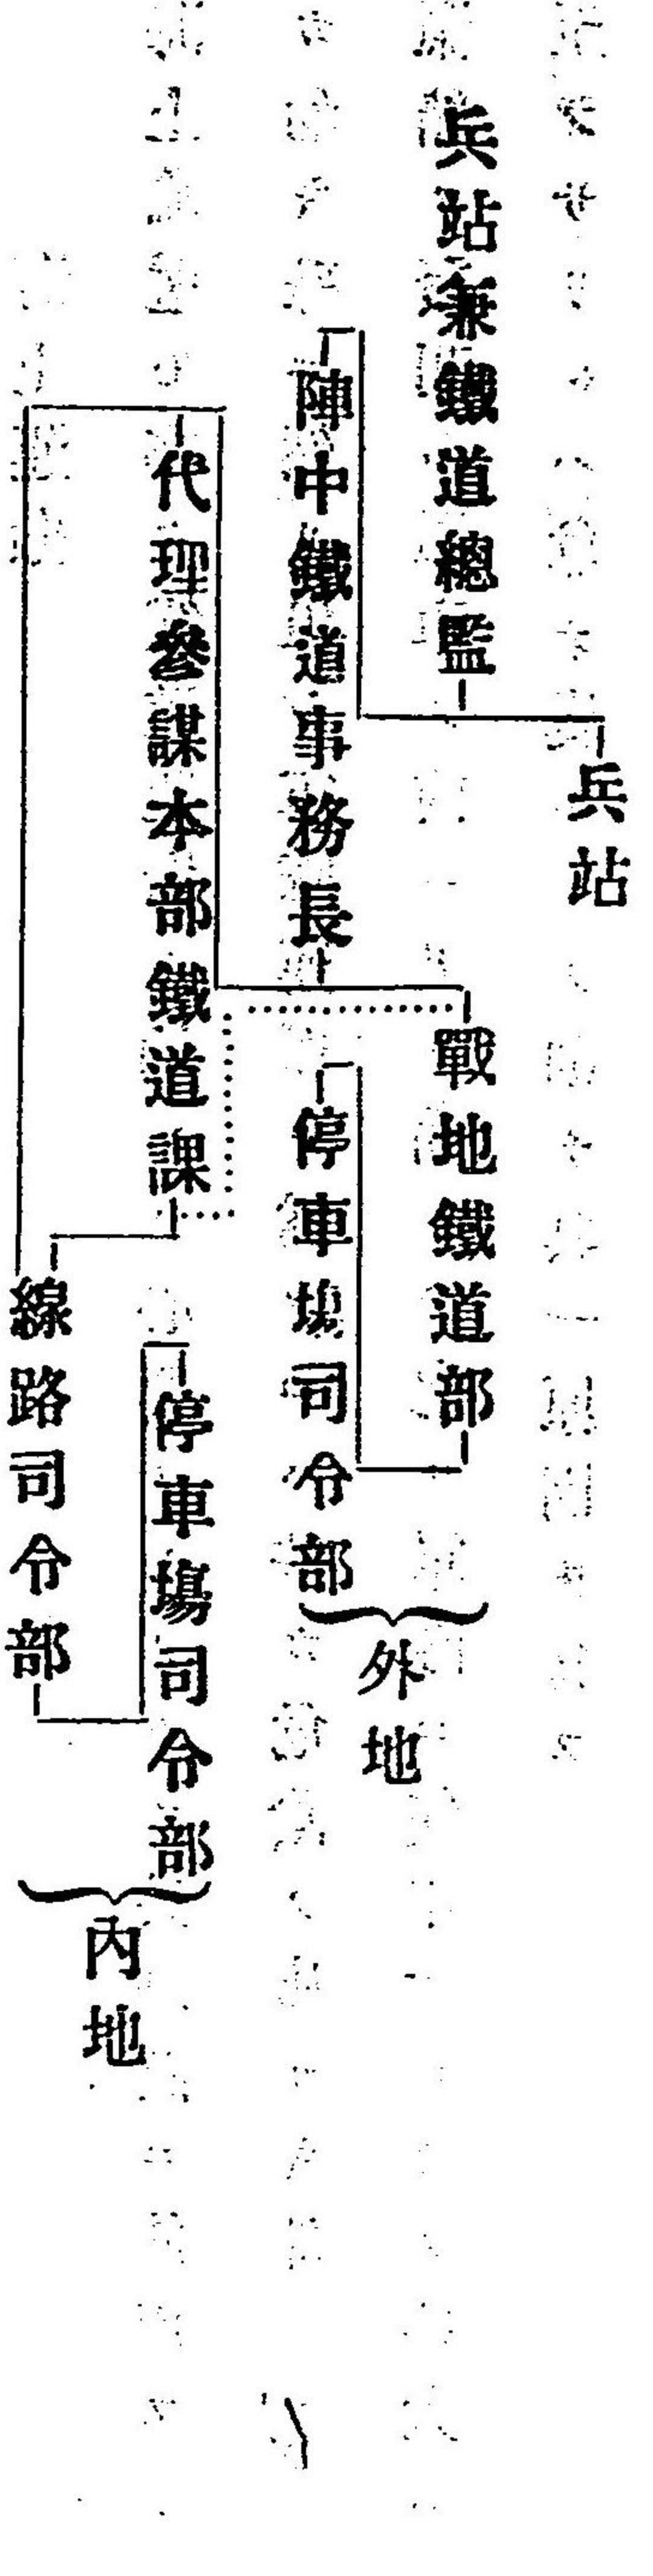 兵站
兵站兼鐵道總監
戰地鐵道部
陣中鐵道事務長
停車塲司令部
外地
代理參謀本部鐵道課
停車塲司令部
線路司令部
內地